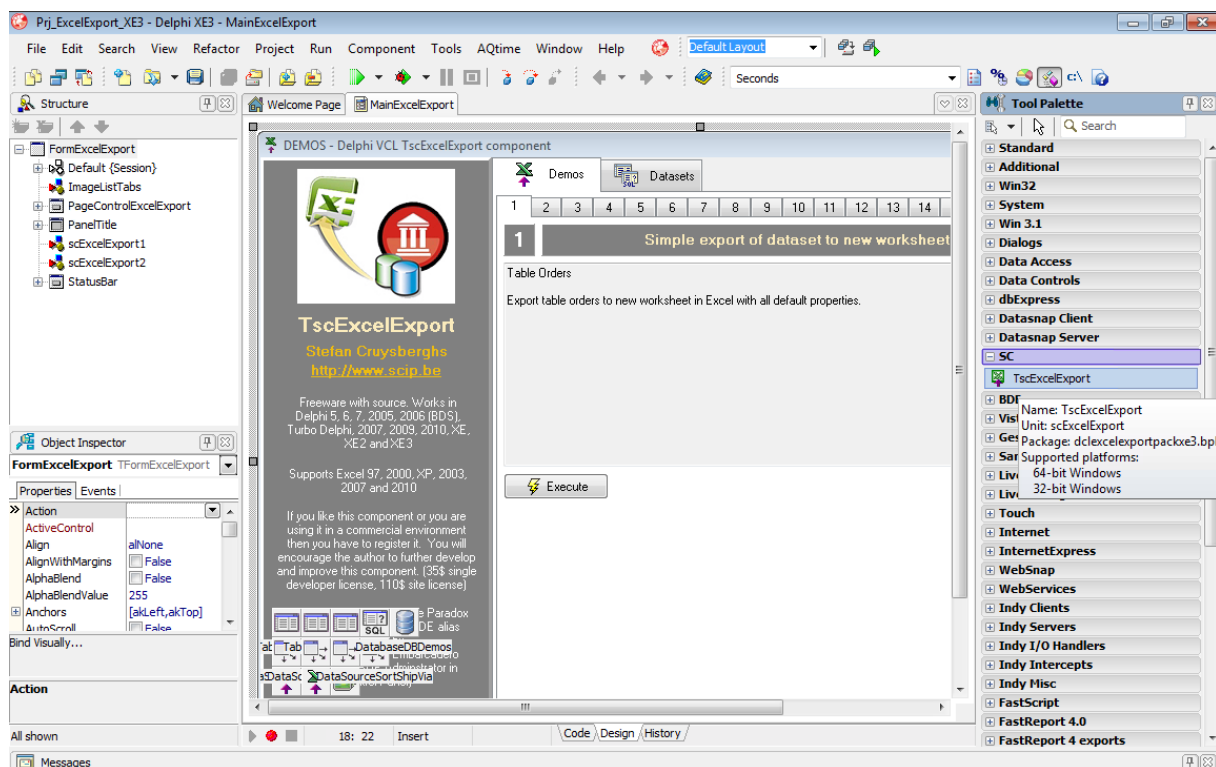 Prj_ExcelExport_XE3 - Delphi XE3 - MainExcelExport
File Edit Search View Refactor Project Run Component Tools AQtime Window Help Default Layout
Seconds
Structure
FormExcelExport
Default {Session}
ImageListTabs
PageControlExcelExport
PanelTitle
scExcelExport1
scExcelExport2
StatusBar
Object Inspector
FormExcelExport TFormExcelExport
Properties Events
Action
ActiveControl
Align alNone
AlignWithMargins False
AlphaBlend False
AlphaBlendValue 255
Anchors [akLeft,akTop]
AutoScroll False
Bind Visually...
Action
All shown
Messages
Welcome Page MainExcelExport
DEMOS - Delphi VCL TscExcelExport component
TscExcelExport
Stefan Cruysberghs
http://www.scip.be
Freeware with source. Works in
Delphi 5, 6, 7, 2005, 2006 (BDS),
Turbo Delphi, 2007, 2009, 2010, XE,
XE2 and XE3
Supports Excel 97, 2000, XP, 2003,
2007 and 2010
If you like this component or you are
using it in a commercial environment
then you have to register it. You will
encourage the author to further develop
and improve this component. (35$ single
developer license, 110$ site license)
SQL
Paradox
DE alias
Tab DatabaseDBDemos
DataSc DataSourceSortShipVia
in
Demos Datasets
1 2 3 4 5 6 7 8 9 10 11 12 13 14
1 Simple export of dataset to new worksheet
Table Orders
Export table orders to new worksheet in Excel with all default properties.
Execute
18: 22 Insert
Code Design History
Tool Palette
Search
Standard
Additional
Win32
System
Win 3.1
Dialogs
Data Access
Data Controls
dbExpress
Datasnap Client
Datasnap Server
SC
TscExcelExport
BDE
Name: TscExcelExport
Unit: scExcelExport
Package: dclexcelexportpackxe3.bpl
Supported platforms:
64-bit Windows
32-bit Windows
Touch
Internet
InternetExpress
WebSnap
WebServices
Indy Clients
Indy Servers
Indy I/O Handlers
Indy Intercepts
Indy Misc
FastScript
FastReport 4.0
FastReport 4 exports